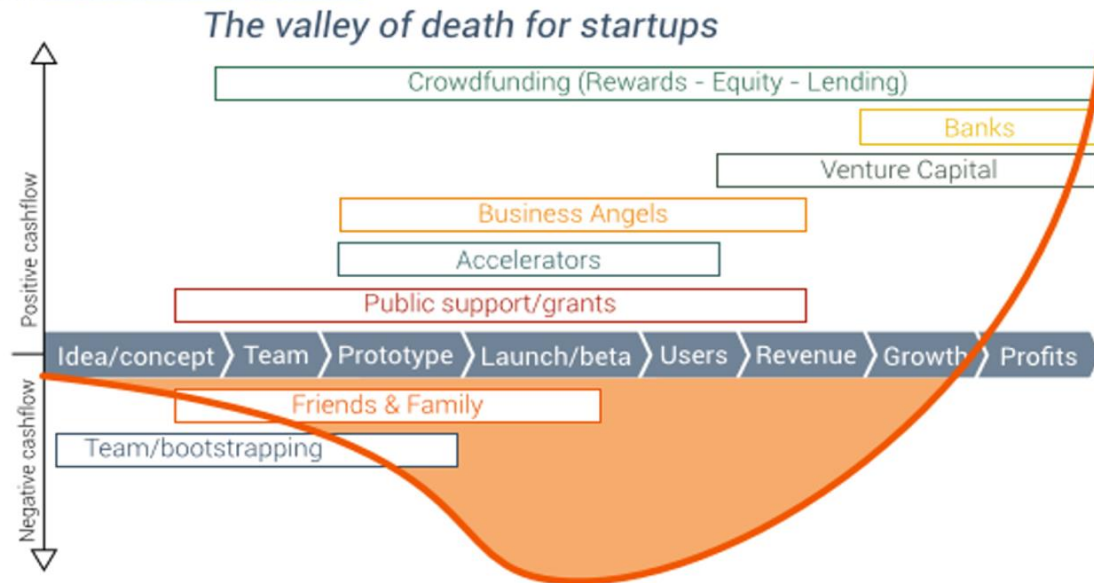 The valley of death for startups
Crowdfunding (Rewards - Equity - Lending)
Banks
Venture Capital
Business Angels
Accelerators
Public support/grants
Positive cashflow
Idea/concept
Team
Prototype
Launch/beta
Users
Revenue
Growth
Profits
Negative cashflow
Friends & Family
Team/bootstrapping